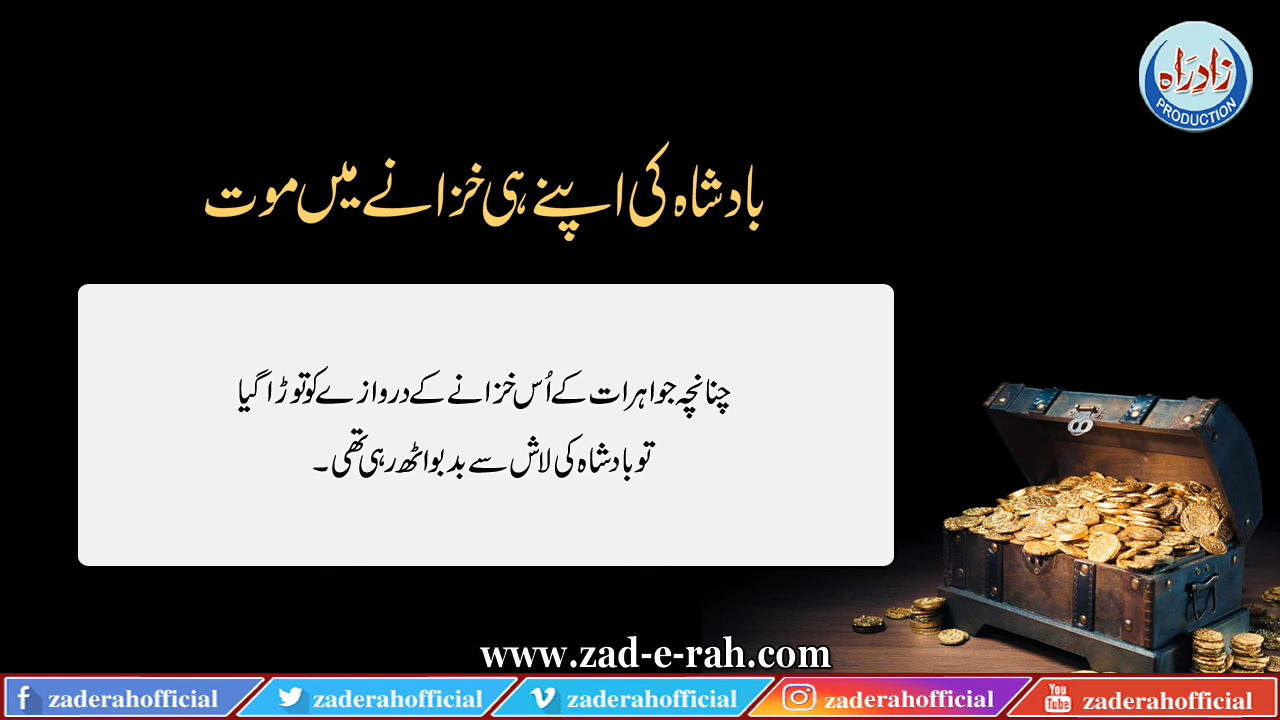 زادِراہ
PRODUCTION
بادشاہ کی اپنے ہی خزانے میں موت
چنانچہ جواہرات کے اُس خزانے کے دروازے کو توڑا گیا
تو بادشاہ کی لاش سے بدبو اٹھ رہی تھی۔
www.zad-e-rah.com
zaderahofficial
zaderahofficial
zaderahofficial
zaderahofficial
You Tube zaderahofficial